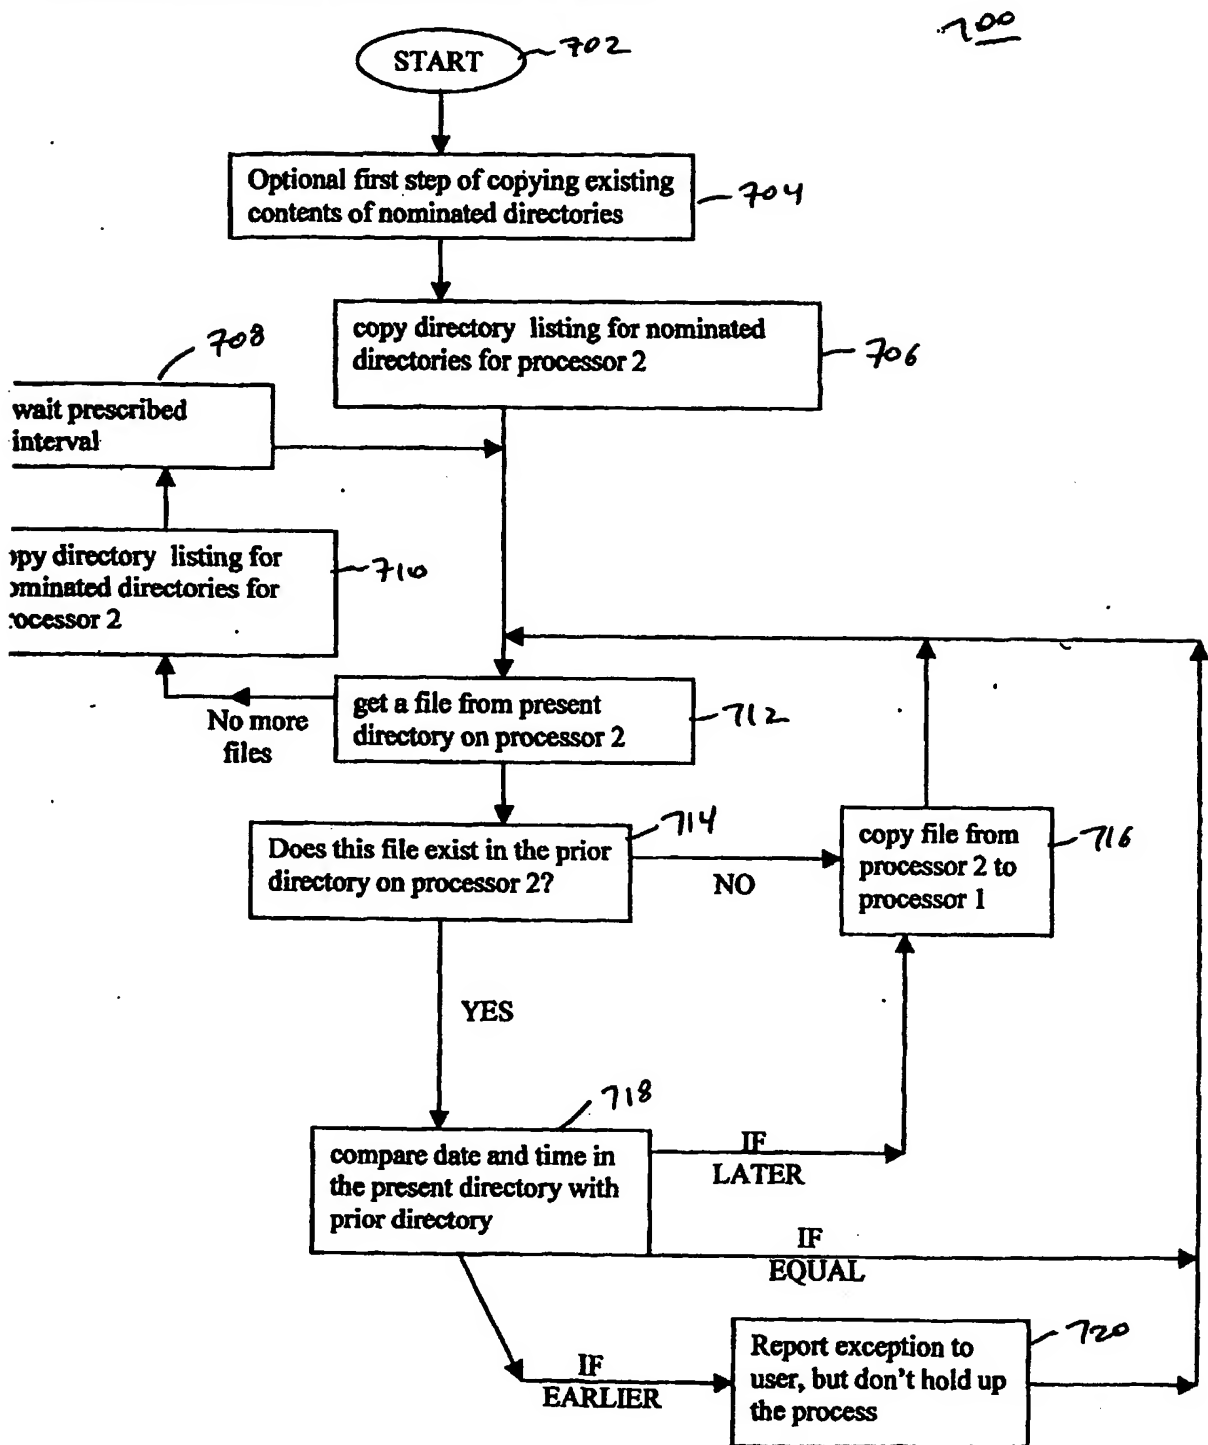 700
START
702
Optional first step of copying existing
contents of nominated directories
704
copy directory listing for nominated
directories for processor 2
706
708
wait prescribed
interval
opy directory listing for
ominated directories for
rocessor 2
710
get a file from present
directory on processor 2
712
No more
files
Does this file exist in the prior
directory on processor 2?
714
NO
copy file from
processor 2 to
processor 1
716
YES
718
compare date and time in
the present directory with
prior directory
IF
LATER
IF
EQUAL
IF
EARLIER
Report exception to
user, but don't hold up
the process
720